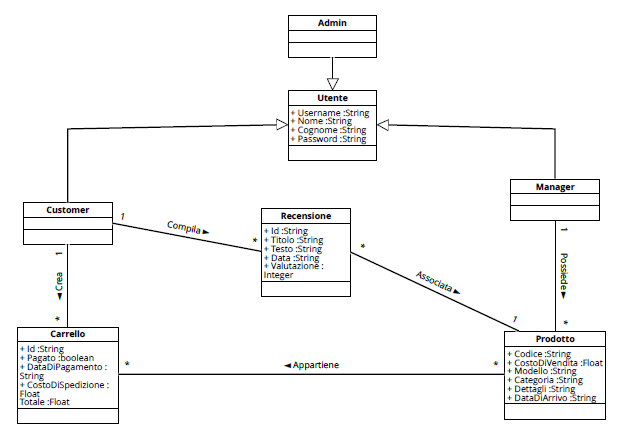 Admin
Utente
+ Username :String
+ Nome :String
+ Cognome :String
+ Password :String
Customer
Manager
1
Compila ►
*
Recensione
+ Id :String
+ Titolo :String
+ Testo :String
+ Data :String
+ Valutazione :
Integer
*
Associata ►
1
1
Possiede ►
*
1
◄ Crea
*
Carrello
+ Id :String
+ Pagato :boolean
+ DataDiPagamento :
String
+ CostoDiSpedizione :
Float
Totale :Float
*
◄ Appartiene
*
Prodotto
+ Codice :String
+ CostoDiVendita :Float
+ Modello :String
+ Categoria :String
+ Dettagli :String
+ DataDiArrivo :String